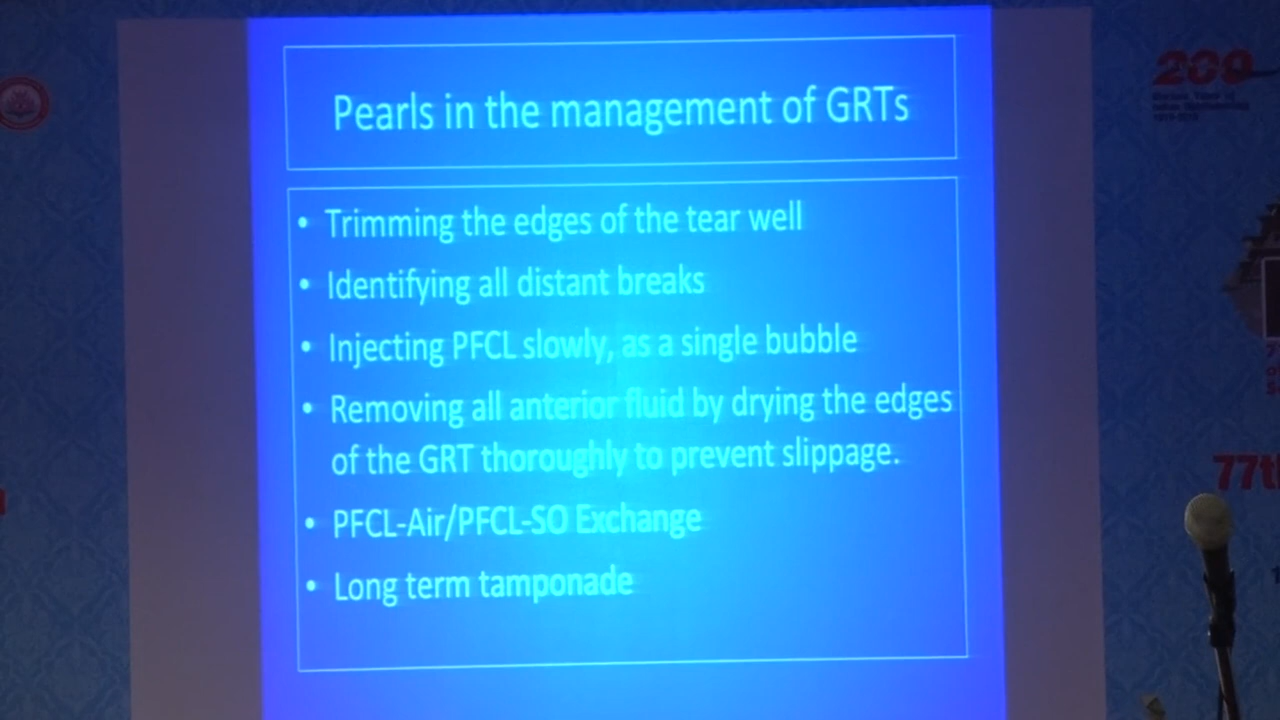 Pearls in the management of GRTs
• Trimming the edges of the tear well
• Identifying all distant breaks
• Injecting PFCL slowly, as a single bubble
• Removing all anterior fluid by drying the edges
of the GRT thoroughly to prevent slippage.
• PFCL-Air/PFCL-SO Exchange
• Long term tamponade
200
77t